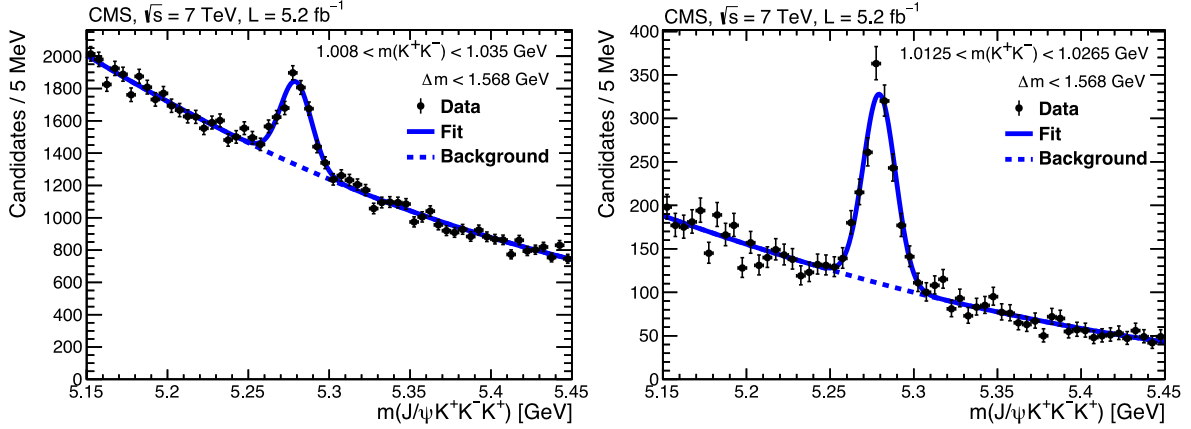 CMS, √s = 7 TeV, L = 5.2 fb⁻¹
1.008 < m(K⁺K⁻) < 1.035 GeV
Δm < 1.568 GeV
Data
Fit
Background
Candidates / 5 MeV
2000
1800
1600
1400
1200
1000
800
600
400
200
0
5.15 5.2 5.25 5.3 5.35 5.4 5.45
m(J/ψK⁺K⁻K⁺) [GeV]
CMS, √s = 7 TeV, L = 5.2 fb⁻¹
1.0125 < m(K⁺K⁻) < 1.0265 GeV
Δm < 1.568 GeV
Data
Fit
Background
Candidates / 5 MeV
400
350
300
250
200
150
100
50
0
5.15 5.2 5.25 5.3 5.35 5.4 5.45
m(J/ψK⁺K⁻K⁺) [GeV]